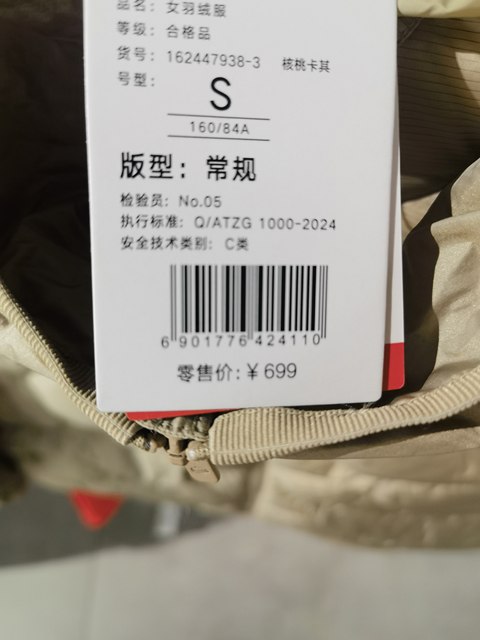 品名：女羽绒服
等级：合格品
货号：162447938-3 核桃卡其
号型：
S
160/84A
版型：常规
检验员：No.05
执行标准：Q/ATZG 1000-2024
安全技术类别：C类
6 901776 424110
零售价：¥ 699